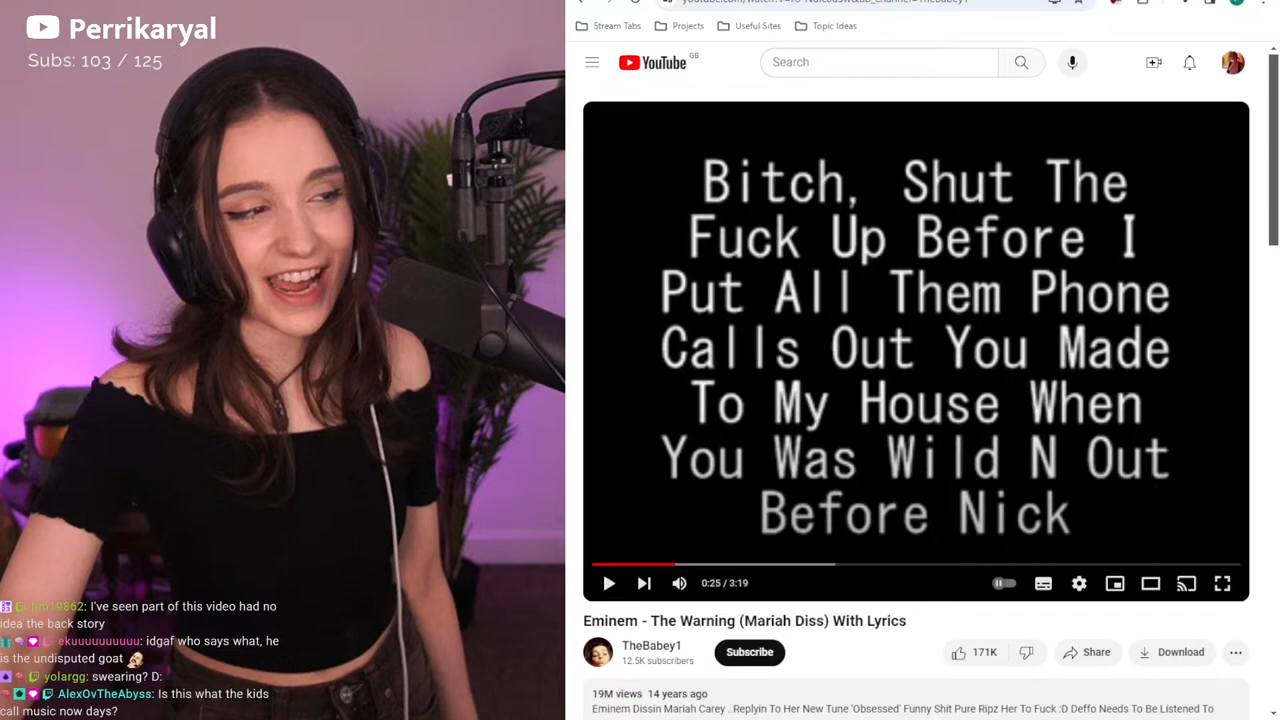 Perrikaryal
Subs: 103 / 125
Stream Tabs
Projects
Useful Sites
Topic Ideas
YouTube GB
Search
Bitch, Shut The
Fuck Up Before I
Put All Them Phone
Calls Out You Made
To My House When
You Was Wild N Out
Before Nick
0:25 / 3:19
Eminem - The Warning (Mariah Diss) With Lyrics
TheBabey1
12.5K subscribers
Subscribe
171K
Share
Download
19M views 14 years ago
Eminem Dissin Mariah Carey ..Replyin To Her New Tune 'Obsessed' Funny Shit Pure Ripz Her To Fuck :D Deffo Needs To Be Listened To
I've seen part of this video had no
idea the back story
ekuuuuuuuuuu: idgaf who says what, he
is the undisputed goat
yolargg: swearing? D:
AlexOvTheAbyss: Is this what the kids
call music now days?